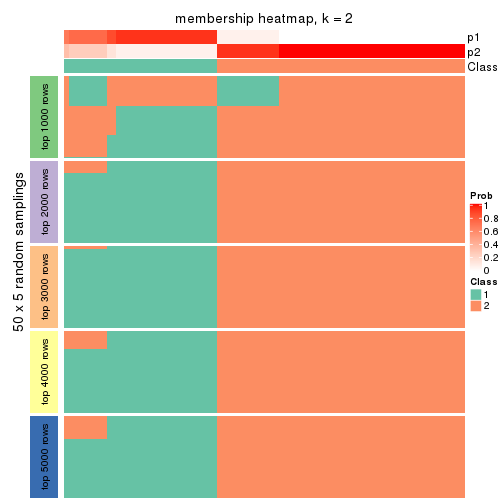 membership heatmap, k = 2
p1
p2
Class
50 x 5 random samplings
top 1000 rows
top 2000 rows
top 3000 rows
top 4000 rows
top 5000 rows
Prob
1
0.8
0.6
0.4
0.2
0
Class
1
2